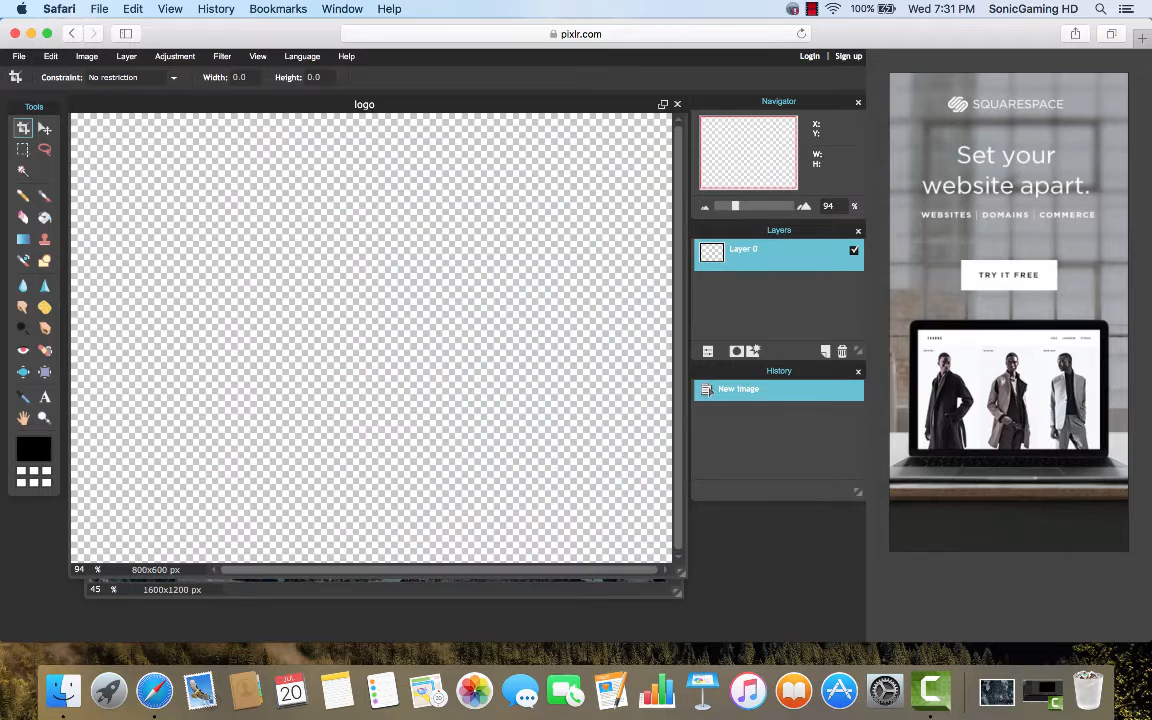 Safari File Edit View History Bookmarks Window Help 100% Wed 7:31 PM SonicGaming HD
pixlr.com
File Edit Image Layer Adjustment Filter View Language Help Login | Sign up
Constraint: No restriction Width: 0.0 Height: 0.0
Tools
logo
94 % 800x600 px
45 % 1600x1200 px
Navigator
X:
Y:
W:
H:
94 %
Layers
Layer 0
History
New image
SQUARESPACE
Set your
website apart.
WEBSITES | DOMAINS | COMMERCE
TRY IT FREE
JUL
20